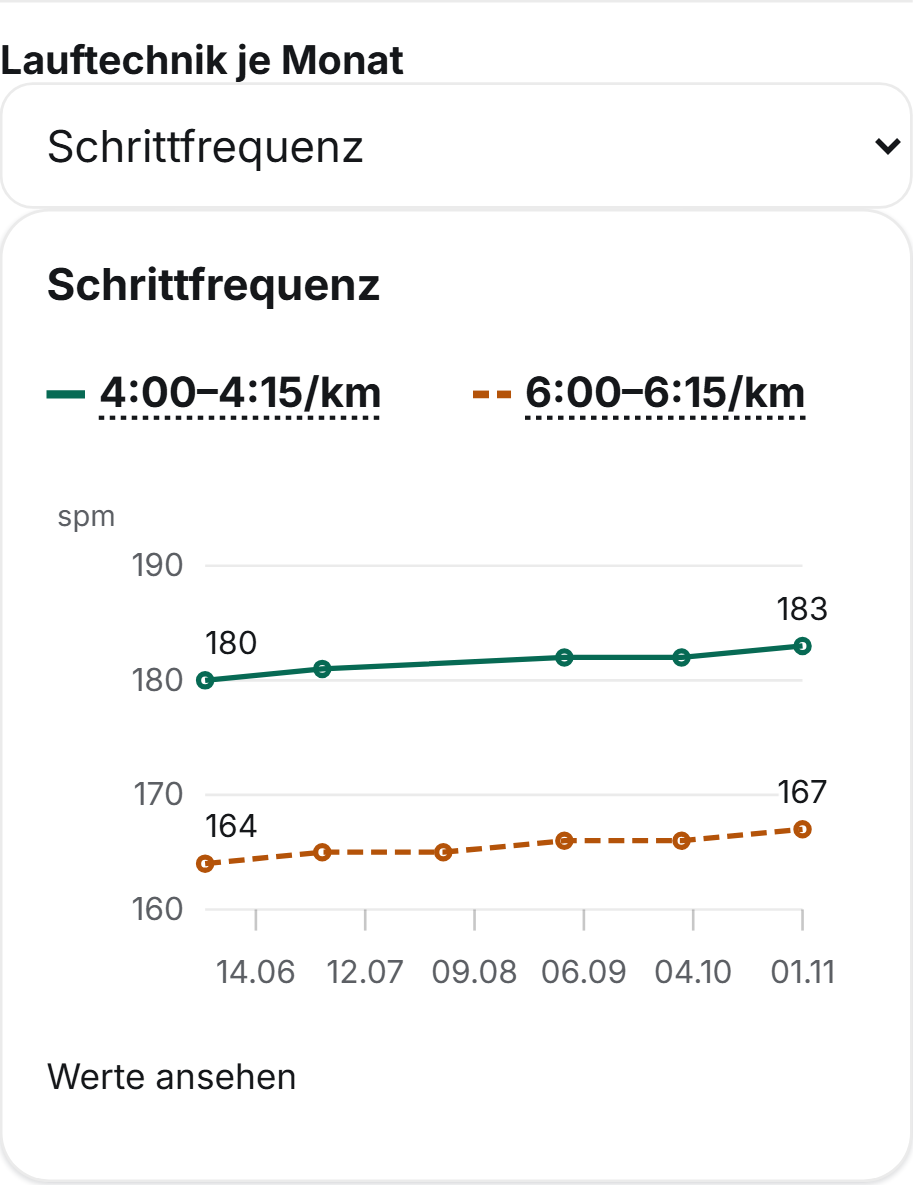 Lauftechnik je Monat
Schrittfrequenz
Schrittfrequenz
4:00–4:15/km 6:00–6:15/km
spm
190
183
180
180
170
167
164
160
14.06 12.07 09.08 06.09 04.10 01.11
Werte ansehen